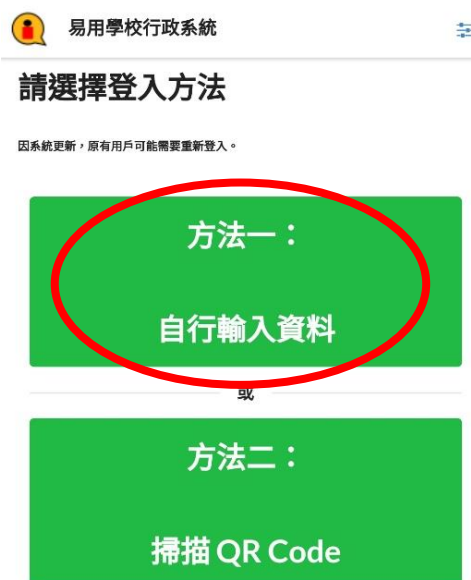 易用學校行政系統
請選擇登入方法
因系統更新，原有用戶可能需要重新登入。
方法一：
自行輸入資料
或
方法二：
掃描 QR Code